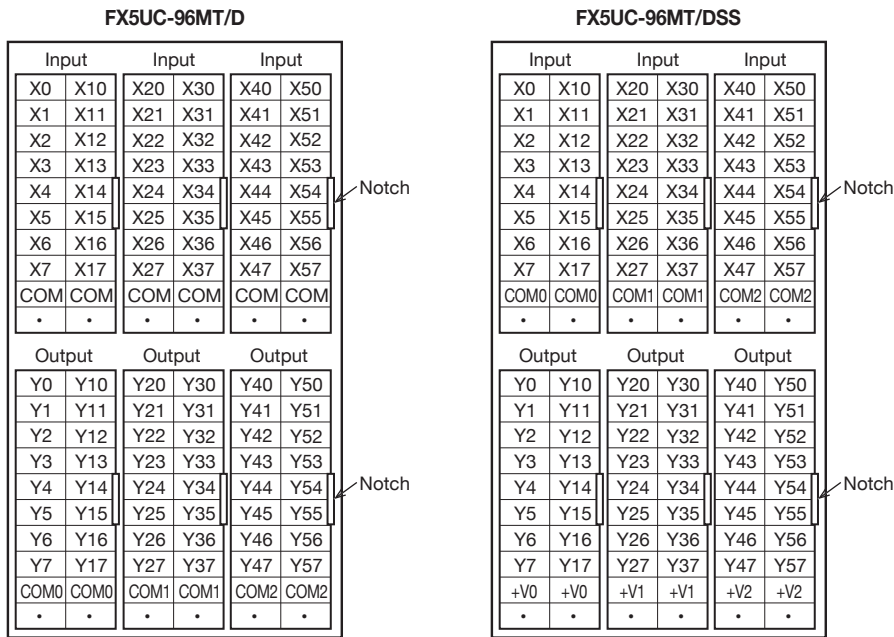 FX5UC-96MT/D
Input Input Input
X0 X10 X20 X30 X40 X50
X1 X11 X21 X31 X41 X51
X2 X12 X22 X32 X42 X52
X3 X13 X23 X33 X43 X53
X4 X14 X24 X34 X44 X54 Notch
X5 X15 X25 X35 X45 X55
X6 X16 X26 X36 X46 X56
X7 X17 X27 X37 X47 X57
COM COM COM COM COM COM
• • • • • •
Output Output Output
Y0 Y10 Y20 Y30 Y40 Y50
Y1 Y11 Y21 Y31 Y41 Y51
Y2 Y12 Y22 Y32 Y42 Y52
Y3 Y13 Y23 Y33 Y43 Y53
Y4 Y14 Y24 Y34 Y44 Y54 Notch
Y5 Y15 Y25 Y35 Y45 Y55
Y6 Y16 Y26 Y36 Y46 Y56
Y7 Y17 Y27 Y37 Y47 Y57
COM0 COM0 COM1 COM1 COM2 COM2
• • • • • •
FX5UC-96MT/DSS
Input Input Input
X0 X10 X20 X30 X40 X50
X1 X11 X21 X31 X41 X51
X2 X12 X22 X32 X42 X52
X3 X13 X23 X33 X43 X53
X4 X14 X24 X34 X44 X54 Notch
X5 X15 X25 X35 X45 X55
X6 X16 X26 X36 X46 X56
X7 X17 X27 X37 X47 X57
COM0 COM0 COM1 COM1 COM2 COM2
• • • • • •
Output Output Output
Y0 Y10 Y20 Y30 Y40 Y50
Y1 Y11 Y21 Y31 Y41 Y51
Y2 Y12 Y22 Y32 Y42 Y52
Y3 Y13 Y23 Y33 Y43 Y53
Y4 Y14 Y24 Y34 Y44 Y54 Notch
Y5 Y15 Y25 Y35 Y45 Y55
Y6 Y16 Y26 Y36 Y46 Y56
Y7 Y17 Y27 Y37 Y47 Y57
+V0 +V0 +V1 +V1 +V2 +V2
• • • • • •